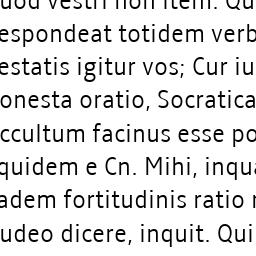 uod vestri non item. Qu
espondeat totidem verb
estatis igitur vos; Cur iu
onesta oratio, Socratica
ccultum facinus esse po
quidem e Cn. Mihi, inqu
adem fortitudinis ratio r
udeo dicere, inquit. Qui